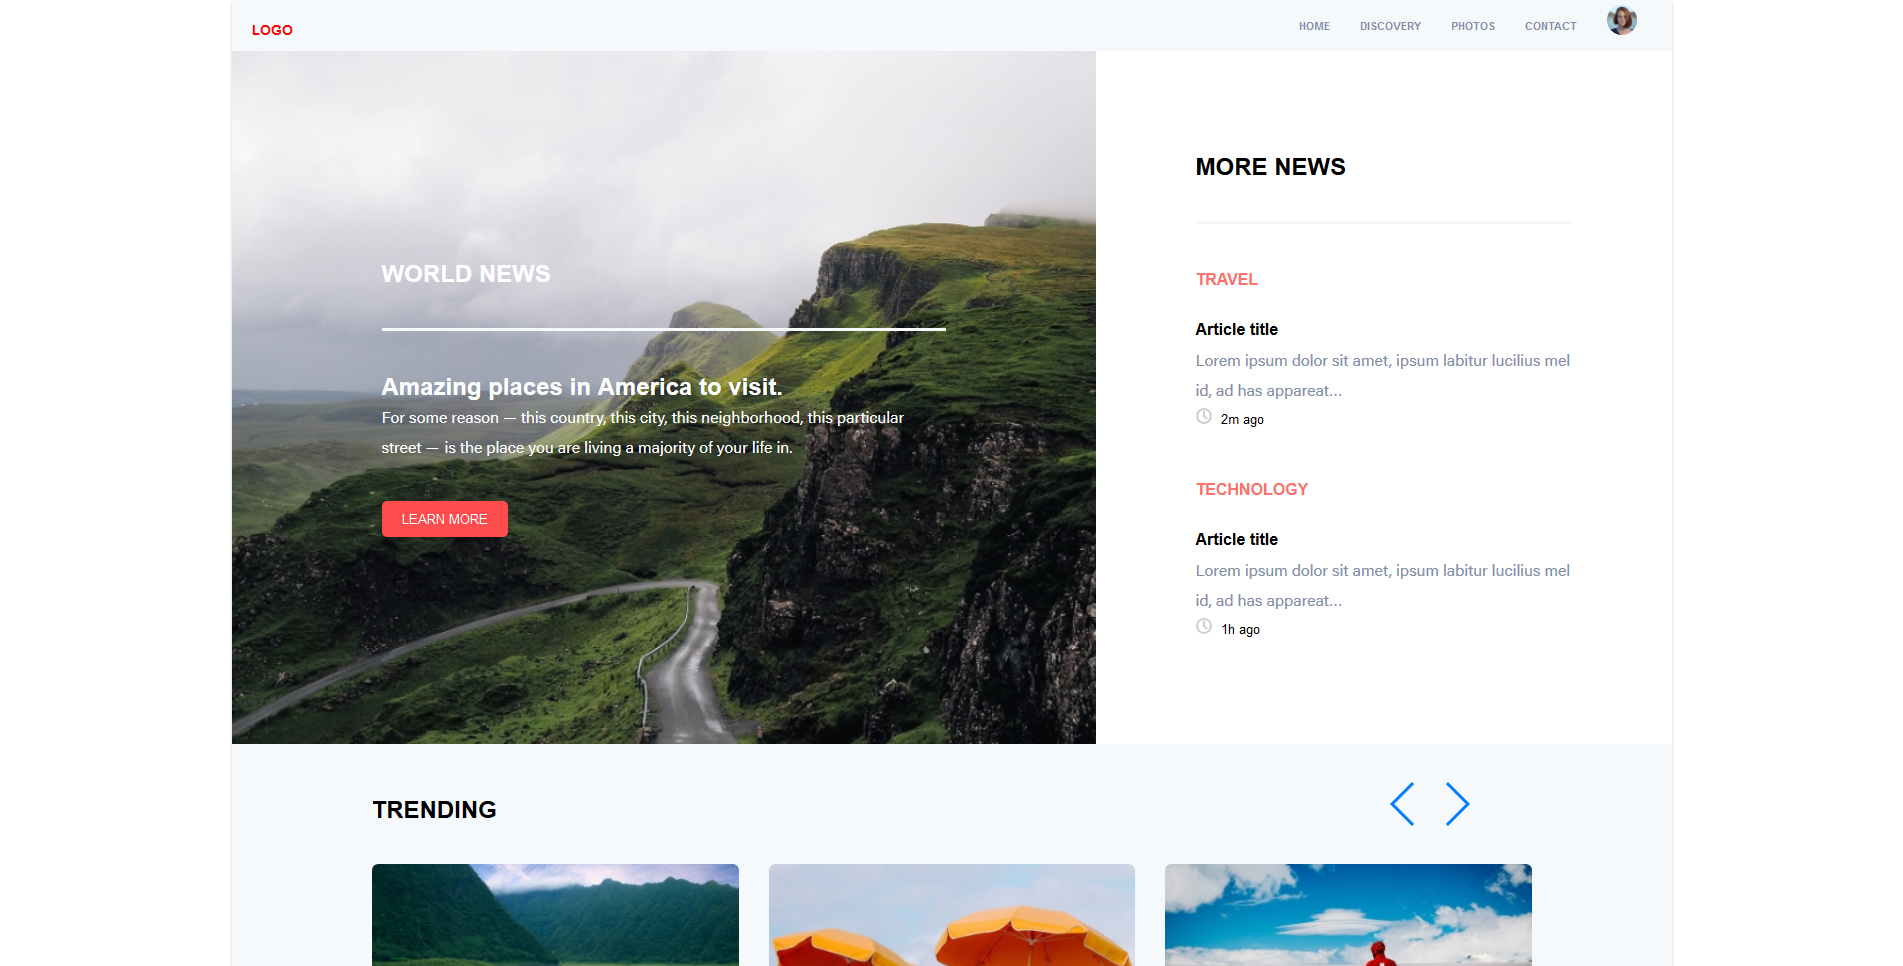 LOGO
HOME DISCOVERY PHOTOS CONTACT
WORLD NEWS
Amazing places in America to visit.
For some reason — this country, this city, this neighborhood, this particular
street — is the place you are living a majority of your life in.
LEARN MORE
MORE NEWS
TRAVEL
Article title
Lorem ipsum dolor sit amet, ipsum labitur lucilius mel
id, ad has appareat...
2m ago
TECHNOLOGY
Article title
Lorem ipsum dolor sit amet, ipsum labitur lucilius mel
id, ad has appareat...
1h ago
TRENDING